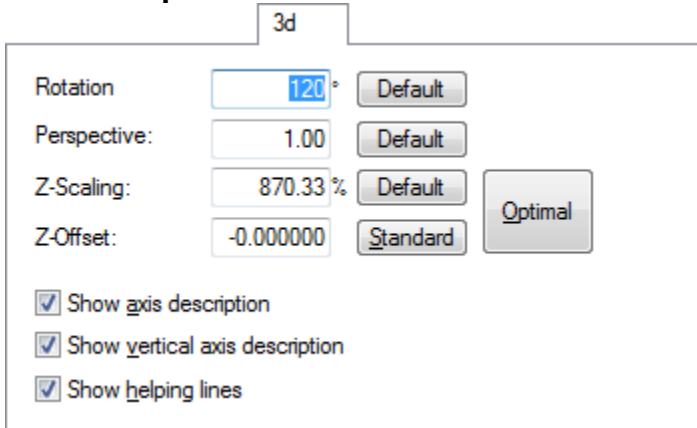 3d
Rotation 120 ° Default
Perspective: 1.00 Default
Z-Scaling: 870.33 % Default
Optimal
Z-Offset: -0.000000 Standard
Show axis description
Show vertical axis description
Show helping lines